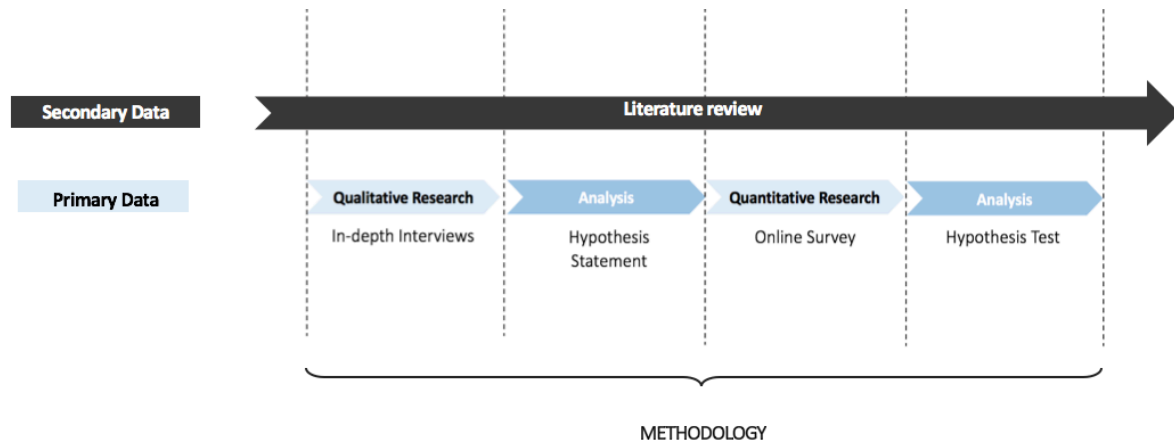 Secondary Data
Literature review
Primary Data
Qualitative Research
Analysis
Quantitative Research
Analysis
In-depth Interviews
Hypothesis
Statement
Online Survey
Hypothesis Test
METHODOLOGY